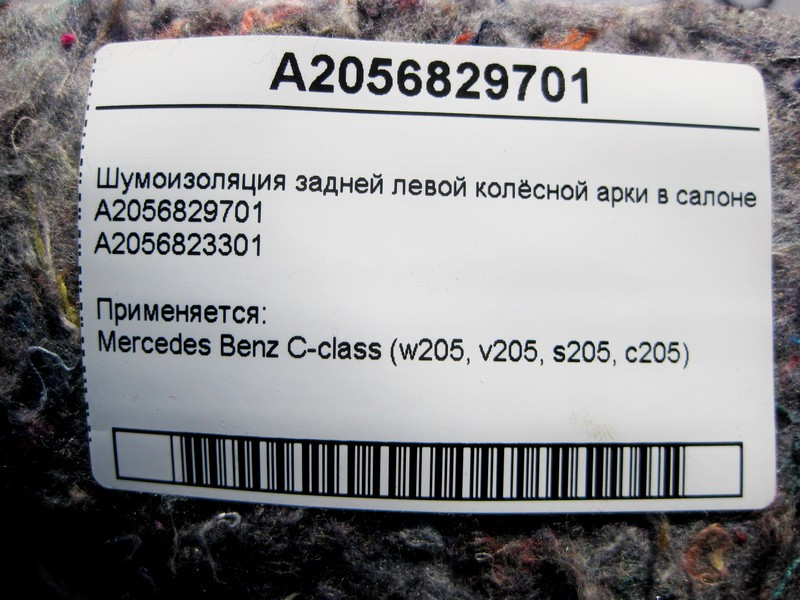 A2056829701
Шумоизоляция задней левой колёсной арки в салоне
A2056829701
A2056823301
Применяется:
Mercedes Benz C-class (w205, v205, s205, c205)